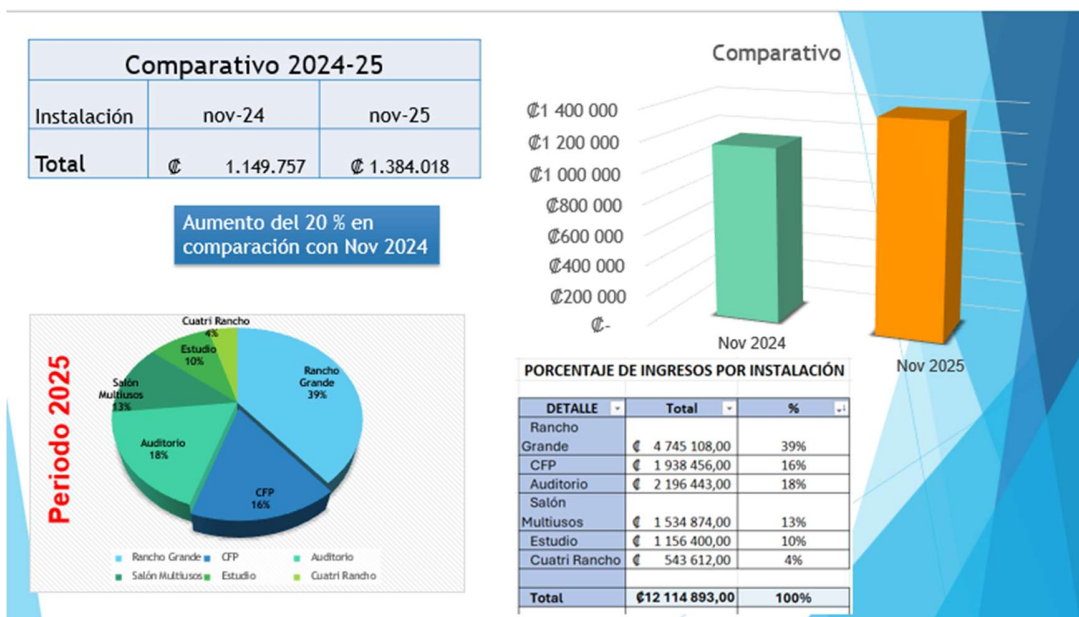 Comparativo 2024-25
Instalación nov-24 nov-25
Total ₡ 1.149.757 ₡ 1.384.018
Aumento del 20 % en
comparación con Nov 2024
Comparativo
₡1 400 000
₡1 200 000
₡1 000 000
₡800 000
₡600 000
₡400 000
₡200 000
₡-
Nov 2024
Nov 2025
Periodo 2025
Cuatri Rancho
4%
Estudio
10%
Rancho
Grande
39%
Salón
Multiusos
13%
Auditorio
18%
CFP
16%
Rancho Grande CFP Auditorio
Salón Multiusos Estudio Cuatri Rancho
PORCENTAJE DE INGRESOS POR INSTALACIÓN
DETALLE Total %
Rancho
Grande ₡ 4 745 108,00 39%
CFP ₡ 1 938 456,00 16%
Auditorio ₡ 2 196 443,00 18%
Salón
Multiusos ₡ 1 534 874,00 13%
Estudio ₡ 1 156 400,00 10%
Cuatri Rancho ₡ 543 612,00 4%
Total ₡12 114 893,00 100%